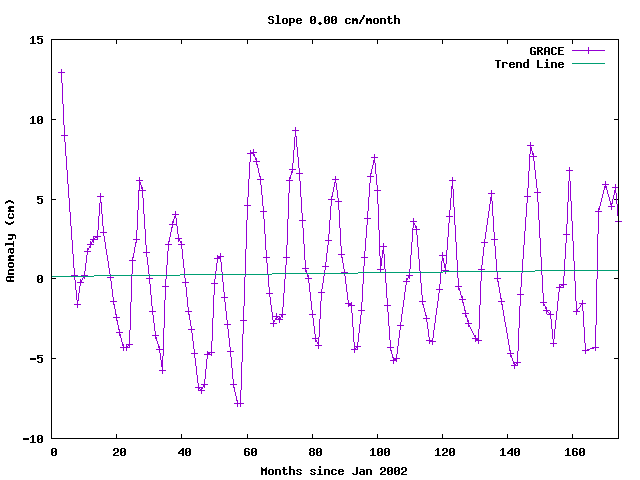 Slope 0.00 cm/month
GRACE
Trend Line
15
10
5
0
-5
-10
Anomaly (cm)
0 20 40 60 80 100 120 140 160
Months since Jan 2002